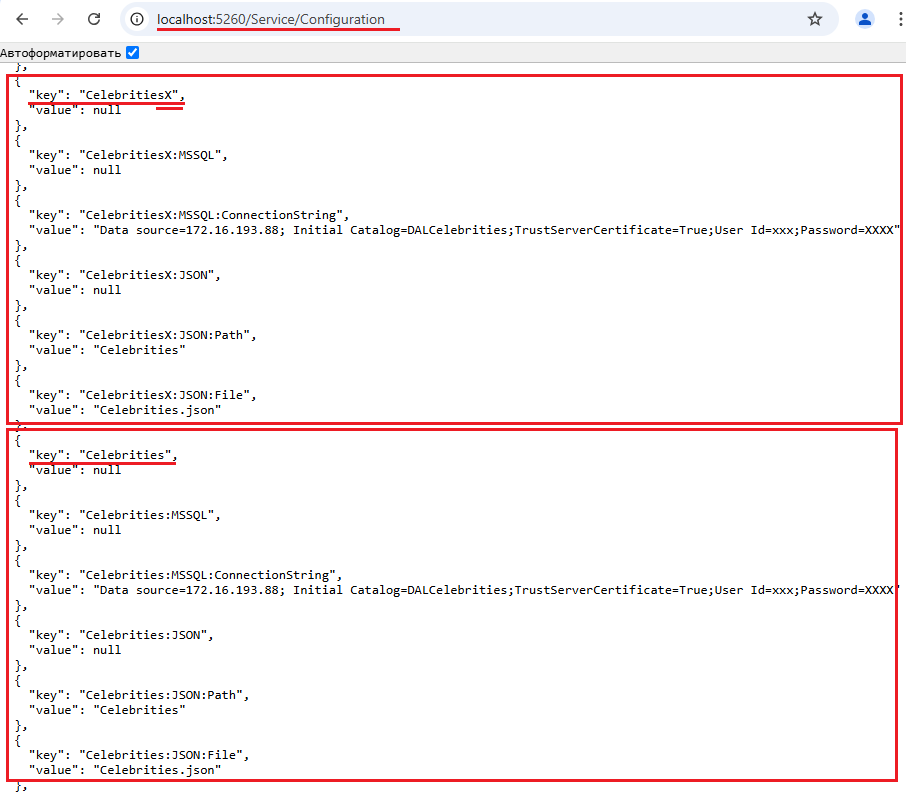 localhost:5260/Service/Configuration
Автоформатировать
},
{
"key": "CelebritiesX",
"value": null
},
{
"key": "CelebritiesX:MSSQL",
"value": null
},
{
"key": "CelebritiesX:MSSQL:ConnectionString",
"value": "Data source=172.16.193.88; Initial Catalog=DALCelebrities;TrustServerCertificate=True;User Id=xxx;Password=XXXX"
},
{
"key": "CelebritiesX:JSON",
"value": null
},
{
"key": "CelebritiesX:JSON:Path",
"value": "Celebrities"
},
{
"key": "CelebritiesX:JSON:File",
"value": "Celebrities.json"
},
{
"key": "Celebrities",
"value": null
},
{
"key": "Celebrities:MSSQL",
"value": null
},
{
"key": "Celebrities:MSSQL:ConnectionString",
"value": "Data source=172.16.193.88; Initial Catalog=DALCelebrities;TrustServerCertificate=True;User Id=xxx;Password=XXXX"
},
{
"key": "Celebrities:JSON",
"value": null
},
{
"key": "Celebrities:JSON:Path",
"value": "Celebrities"
},
{
"key": "Celebrities:JSON:File",
"value": "Celebrities.json"
},